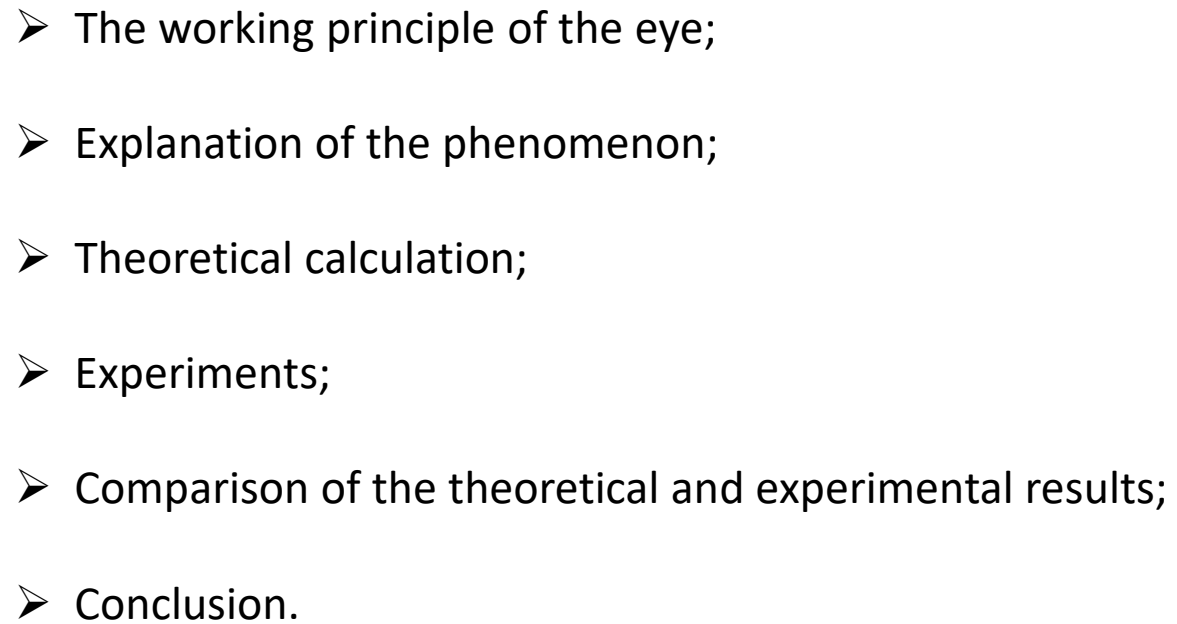 ➢ The working principle of the eye;
➢ Explanation of the phenomenon;
➢ Theoretical calculation;
➢ Experiments;
➢ Comparison of the theoretical and experimental results;
➢ Conclusion.